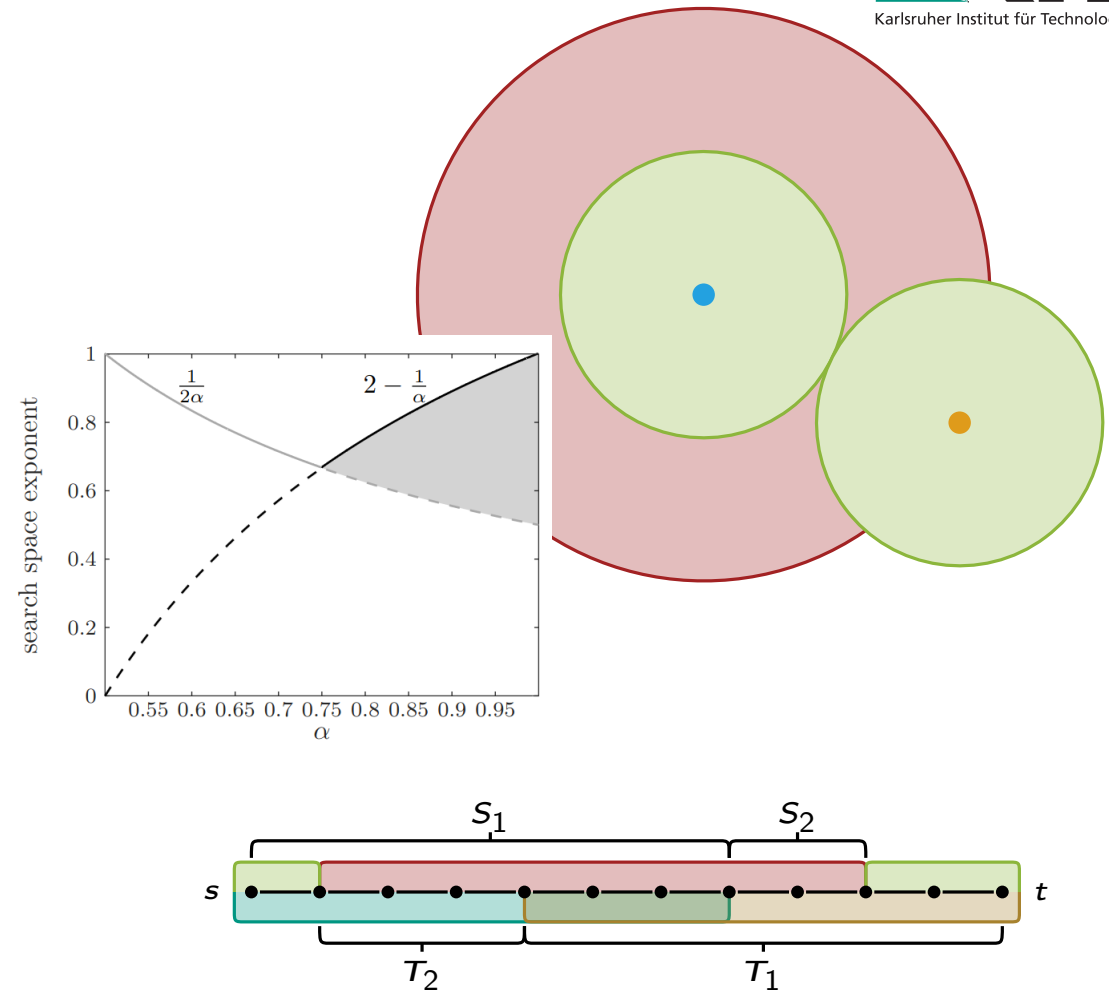 Karlsruher Institut für Technolo
1
0.8
0.6
0.4
0.2
0
search space exponent
1/2α
2 − 1/α
0.55 0.6 0.65 0.7 0.75 0.8 0.85 0.9 0.95
α
S₁ S₂
s t
T₂ T₁